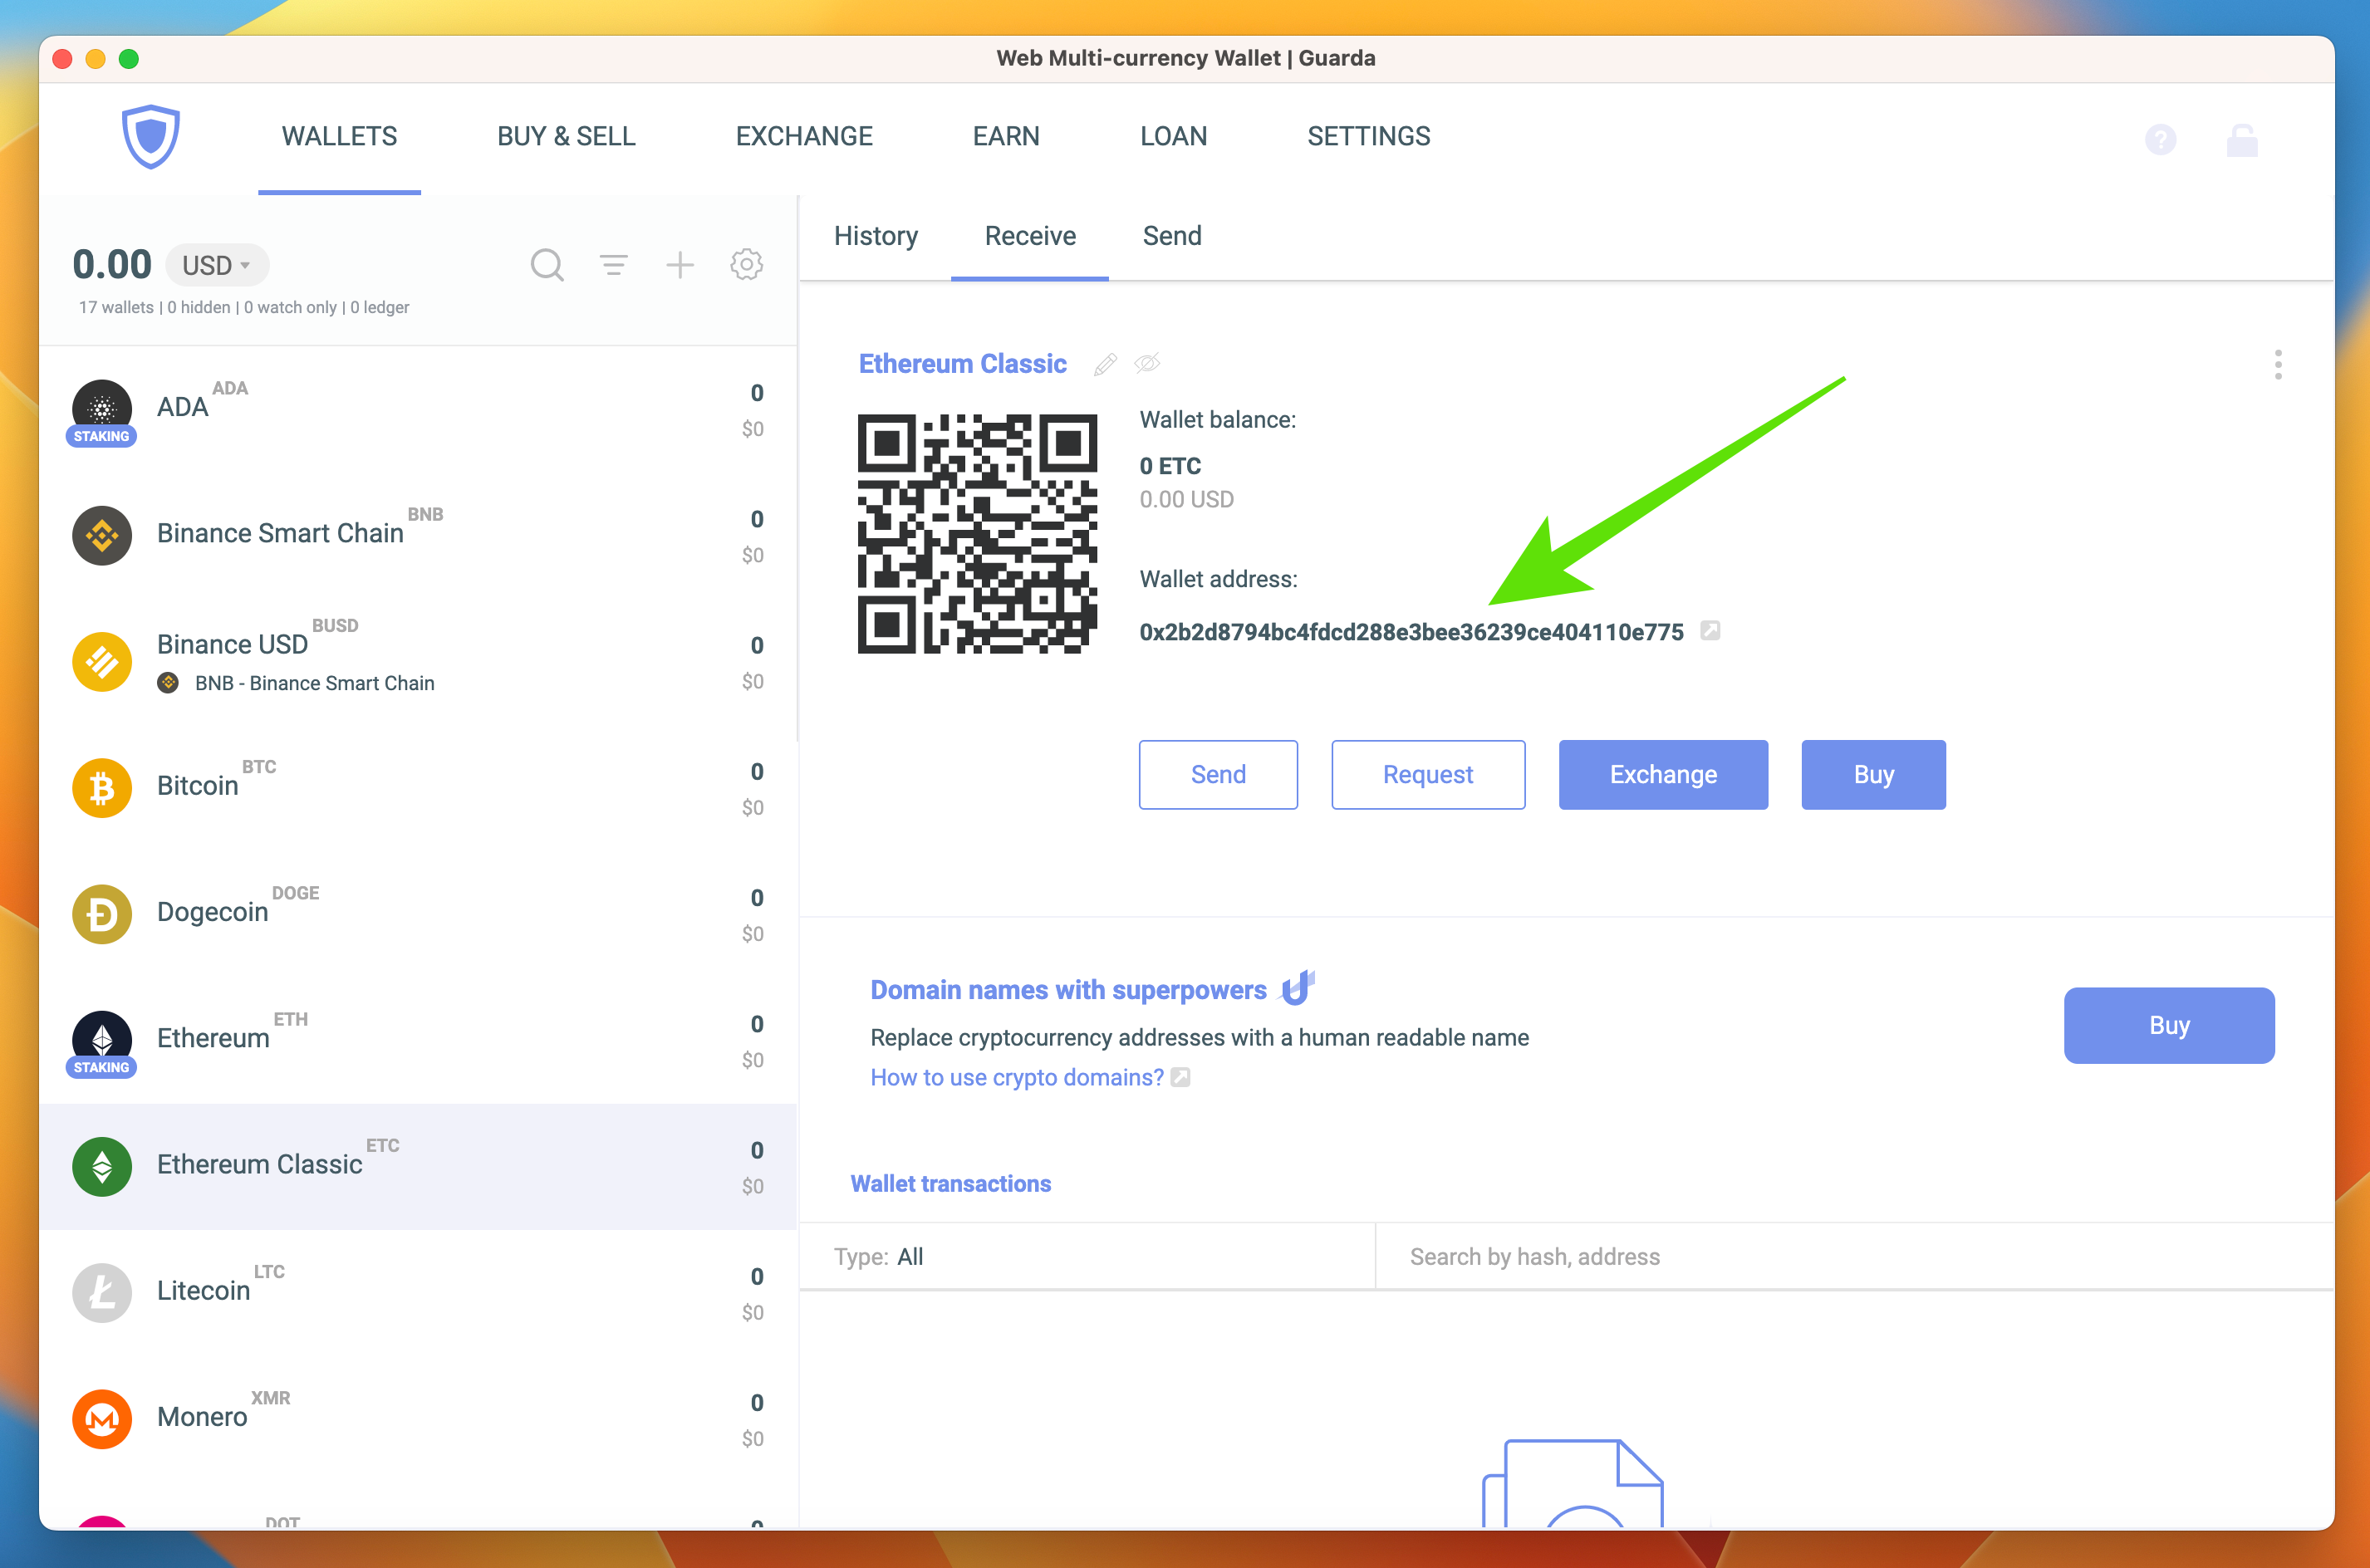 Web Multi-currency Wallet | Guarda
WALLETS BUY & SELL EXCHANGE EARN LOAN SETTINGS
?
0.00 USD
17 wallets | 0 hidden | 0 watch only | 0 ledger
ADA ADA 0
$0
STAKING
Binance Smart Chain BNB 0
$0
Binance USD BUSD 0
BNB - Binance Smart Chain $0
Bitcoin BTC 0
$0
Dogecoin DOGE 0
$0
Ethereum ETH 0
$0
STAKING
Ethereum Classic ETC 0
$0
Litecoin LTC 0
$0
Monero XMR 0
$0
DOT 0
History Receive Send
Ethereum Classic
Wallet balance:
0 ETC
0.00 USD
Wallet address:
0x2b2d8794bc4fdcd288e3bee36239ce404110e775
Send Request Exchange Buy
Domain names with superpowers
Replace cryptocurrency addresses with a human readable name
How to use crypto domains?
Buy
Wallet transactions
Type: All Search by hash, address